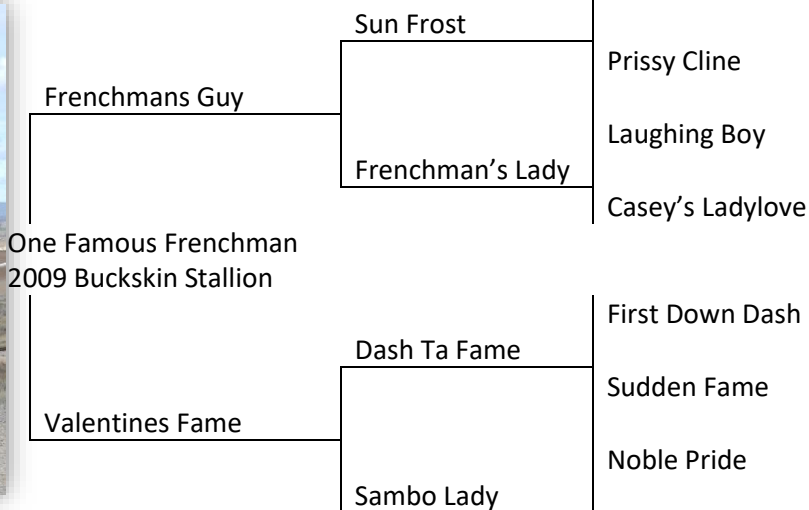 Sun Frost
Prissy Cline
Frenchmans Guy
Laughing Boy
Frenchman’s Lady
Casey’s Ladylove
One Famous Frenchman
2009 Buckskin Stallion
First Down Dash
Dash Ta Fame
Sudden Fame
Valentines Fame
Noble Pride
Sambo Lady